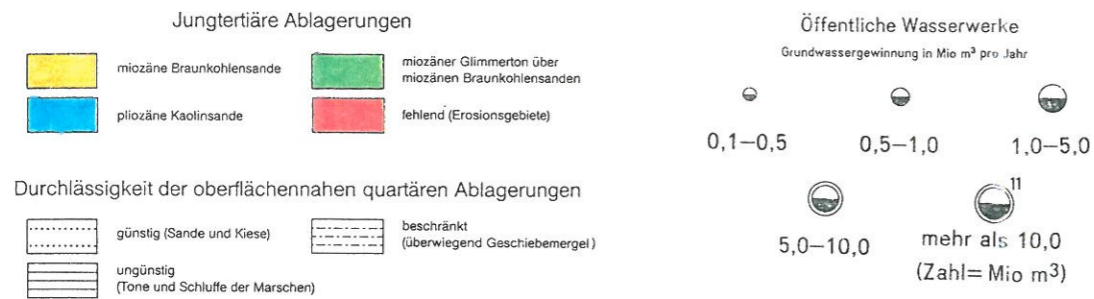 Jungtertiäre Ablagerungen
miozäne Braunkohlensande
miozäner Glimmerton über
miozänen Braunkohlensanden
pliozäne Kaolinsande
fehlend (Erosionsgebiete)
Durchlässigkeit der oberflächennahen quartären Ablagerungen
günstig (Sande und Kiese)
beschränkt
(überwiegend Geschiebemergel)
ungünstig
(Tone und Schluffe der Marschen)
Öffentliche Wasserwerke
Grundwassergewinnung in Mio m³ pro Jahr
0,1–0,5
0,5–1,0
1,0–5,0
11
5,0–10,0
mehr als 10,0
(Zahl= Mio m³)